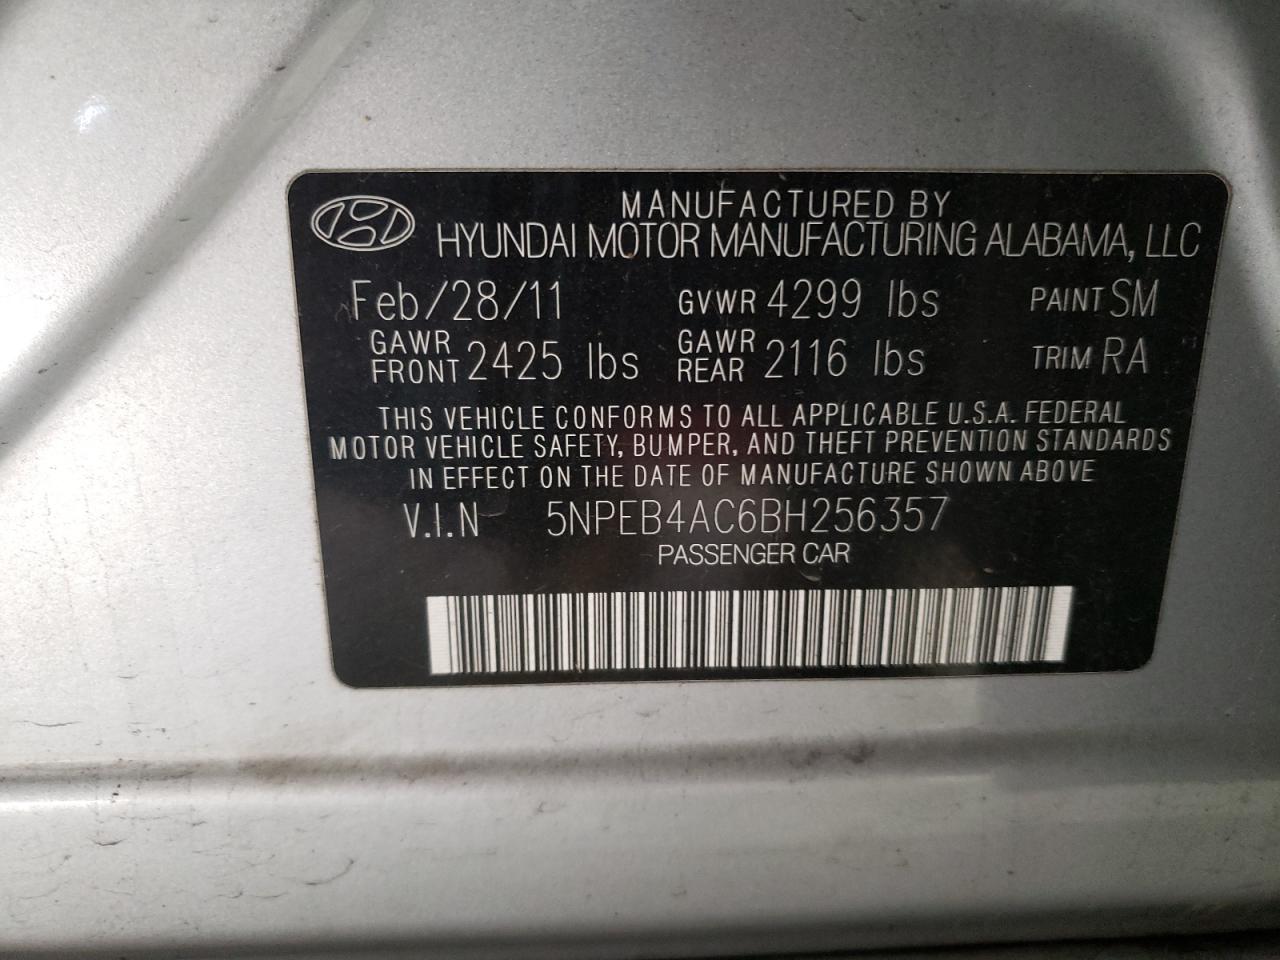 MANUFACTURED BY
HYUNDAI MOTOR MANUFACTURING ALABAMA, LLC
Feb/28/11 GVWR 4299 lbs PAINT SM
GAWR FRONT 2425 lbs GAWR REAR 2116 lbs TRIM RA
THIS VEHICLE CONFORMS TO ALL APPLICABLE U.S.A. FEDERAL
MOTOR VEHICLE SAFETY, BUMPER, AND THEFT PREVENTION STANDARDS
IN EFFECT ON THE DATE OF MANUFACTURE SHOWN ABOVE
V.I.N 5NPEB4AC6BH256357
PASSENGER CAR